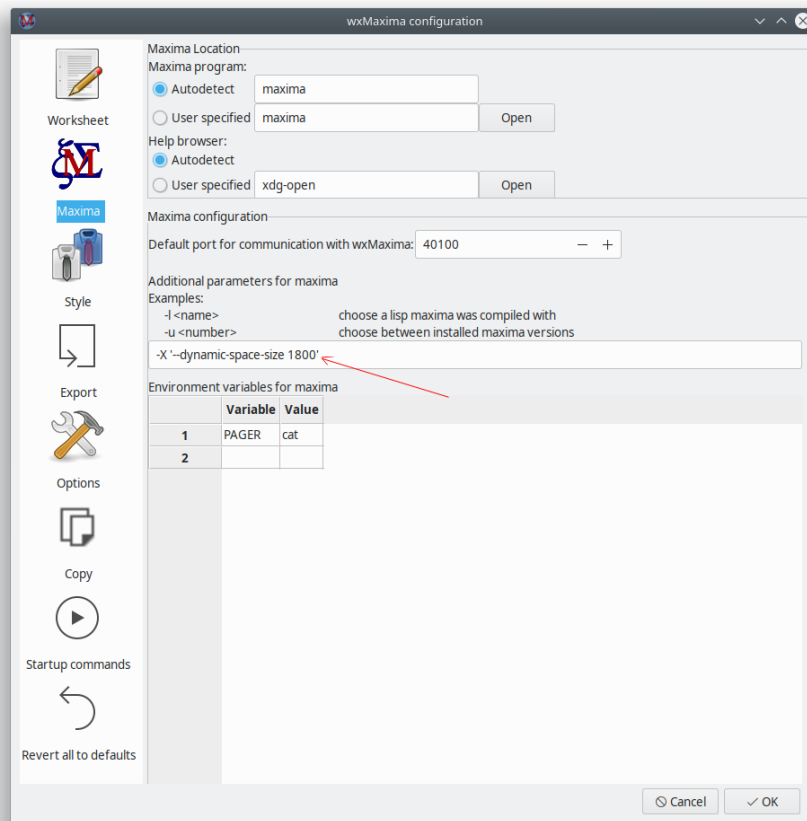 wxMaxima configuration
Worksheet
Maxima
Style
Export
Options
Copy
Startup commands
Revert all to defaults
Maxima Location
Maxima program:
Autodetect maxima
User specified maxima Open
Help browser:
Autodetect
User specified xdg-open Open
Maxima configuration
Default port for communication with wxMaxima: 40100 − +
Additional parameters for maxima
Examples:
-l <name> choose a lisp maxima was compiled with
-u <number> choose between installed maxima versions
-X '--dynamic-space-size 1800'
Environment variables for maxima
Variable Value
1 PAGER cat
2
Cancel OK